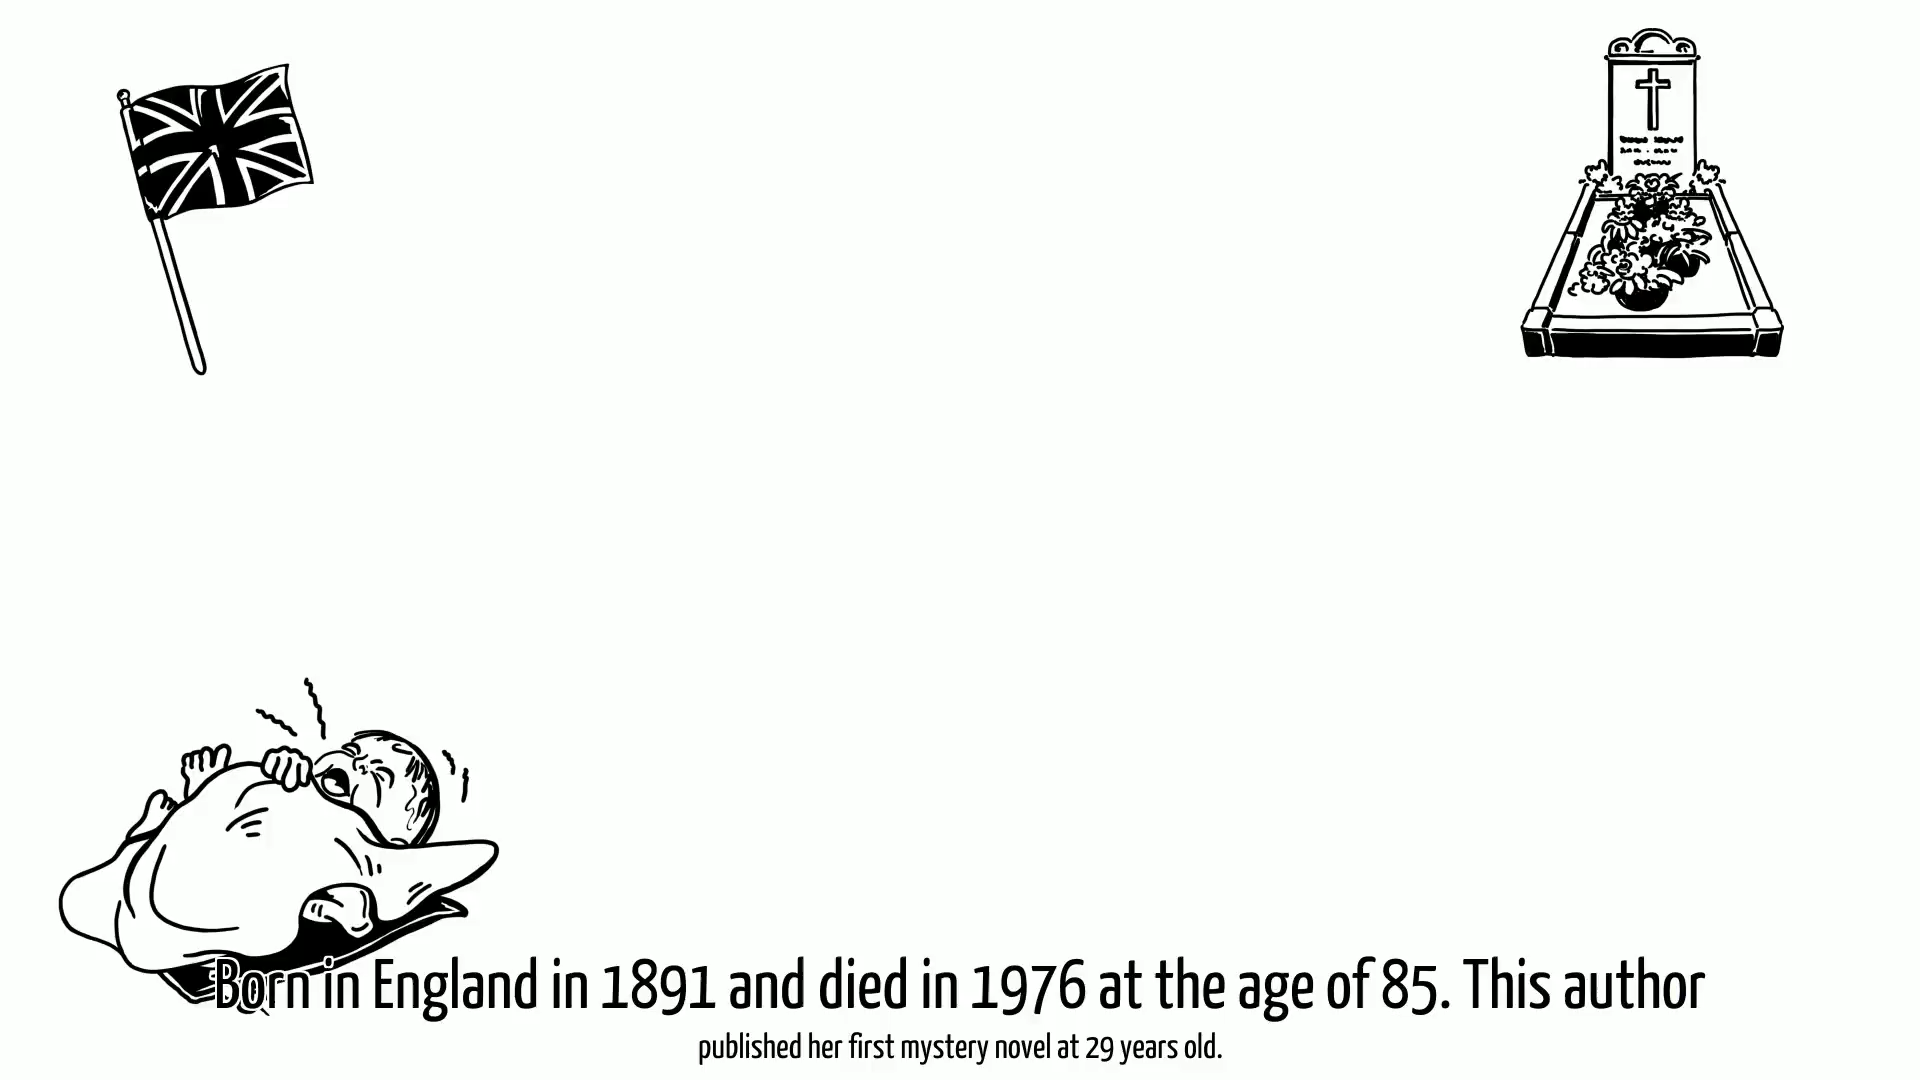 Born in England in 1891 and died in 1976 at the age of 85. This author
published her first mystery novel at 29 years old.